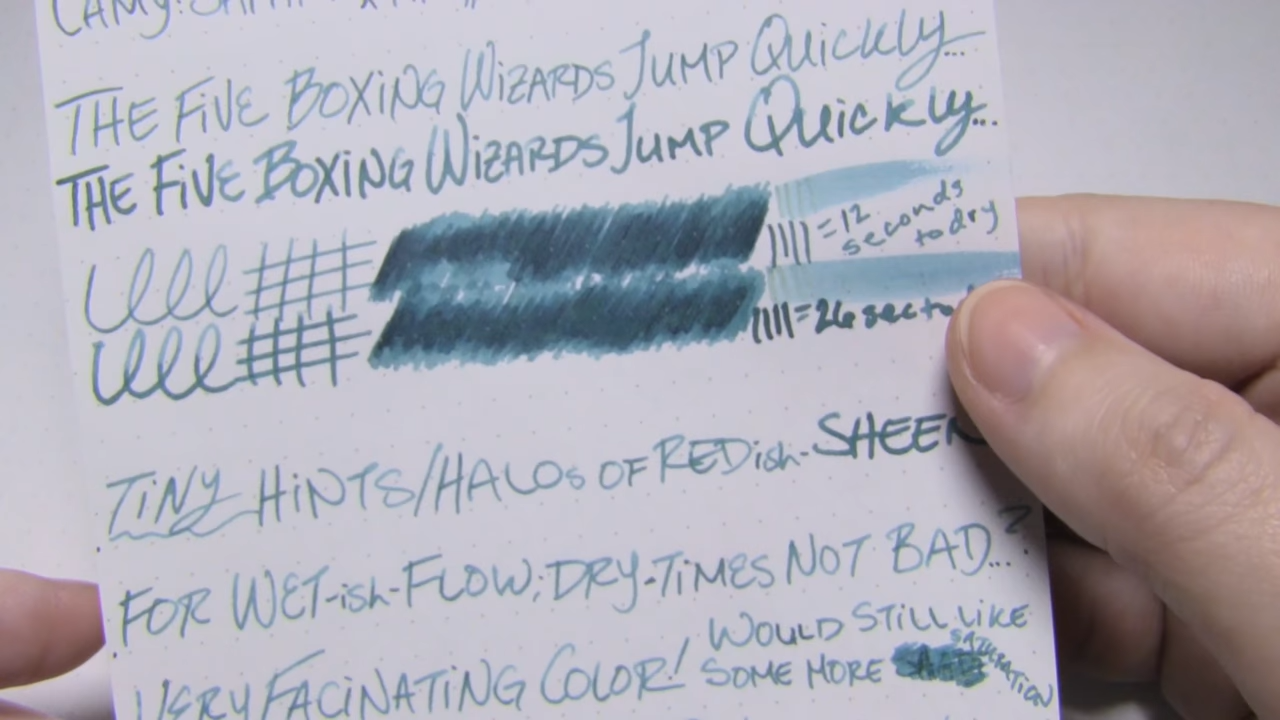 THE FiVE BOXiNG WiZARDS JUMP QUickLy...
THE FiVE BOXiNG WiZARDS JUMP QUickLy...
= 12 seconds to dry
= 26 sec to
TiNY HiNTS/HALOs OF REDish- SHEEN
FOR WET-ish-FLOW; DRY-TiMES NOT BAD...?
VERY FACiNATiNG COLOR! WOULD STiLL LiKE
SOME MORE SATURATION